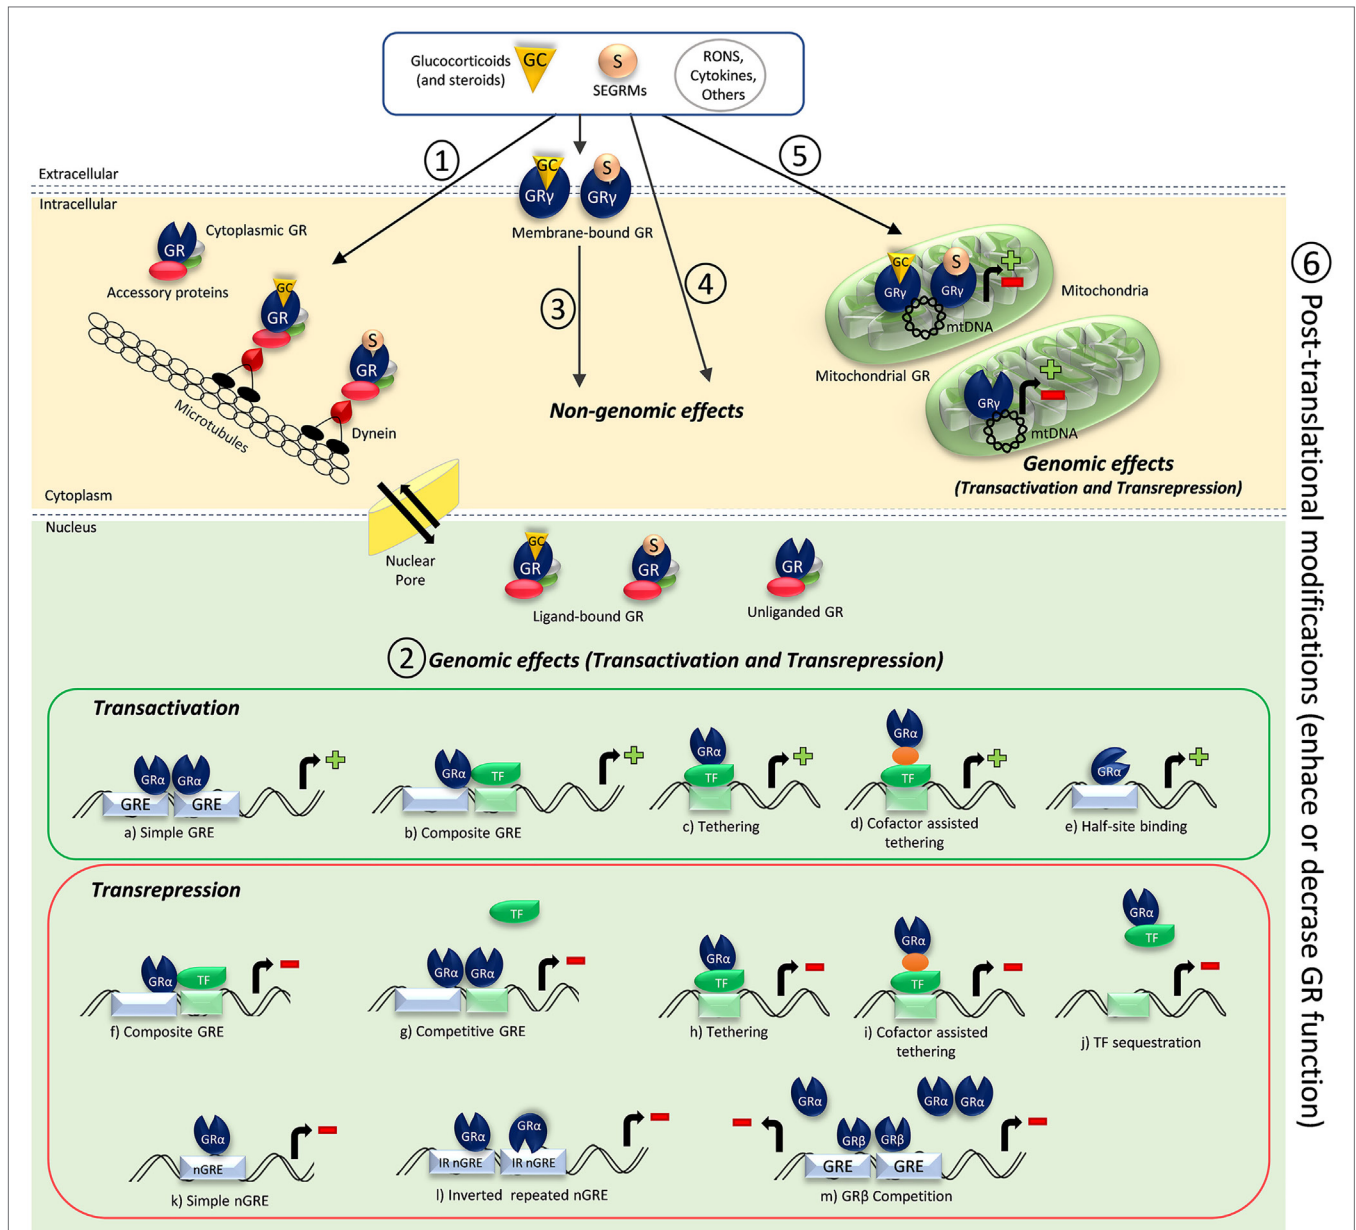 Glucocorticoids
(and steroids)
GC
S
SEGRMs
RONS,
Cytokines,
Others
1
5
Extracellular
Intracellular
GC
GRγ
S
GRγ
Membrane-bound GR
3
4
Non-genomic effects
GR
Cytoplasmic GR
Accessory proteins
GC
GR
S
GR
Microtubules
Dynein
GC
GRγ
S
GRγ
mtDNA
Mitochondria
Mitochondrial GR
GRγ
mtDNA
Genomic effects
(Transactivation and Transrepression)
Cytoplasm
Nucleus
Nuclear
Pore
GC
GR
S
GR
Ligand-bound GR
GR
Unliganded GR
2 Genomic effects (Transactivation and Transrepression)
Transactivation
GRα
GRα
GRE
GRE
a) Simple GRE
GRα
TF
b) Composite GRE
GRα
TF
c) Tethering
GRα
TF
d) Cofactor assisted
tethering
GRα
e) Half-site binding
Transrepression
GRα
TF
f) Composite GRE
TF
GRα
GRα
g) Competitive GRE
GRα
TF
h) Tethering
GRα
TF
i) Cofactor assisted
tethering
GRα
TF
j) TF sequestration
GRα
nGRE
k) Simple nGRE
GRα
GRα
IR nGRE
IR nGRE
l) Inverted repeated nGRE
GRα
GRα
GRα
GRβ
GRβ
GRE
GRE
m) GRβ Competition
6 Post-translational modifications (enhace or decrase GR function)